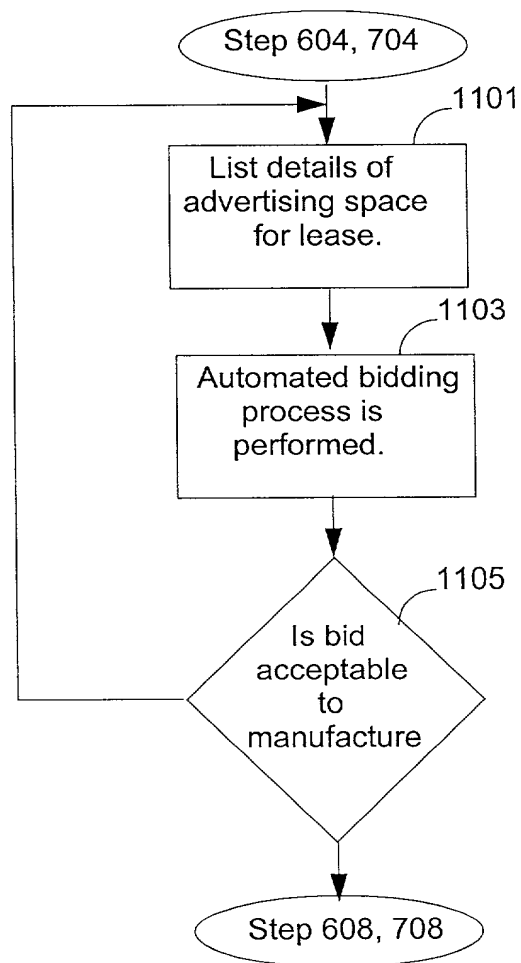 Step 604, 704
1101
List details of
advertising space
for lease.
1103
Automated bidding
process is
performed.
1105
Is bid
acceptable
to
manufacture
Step 608, 708